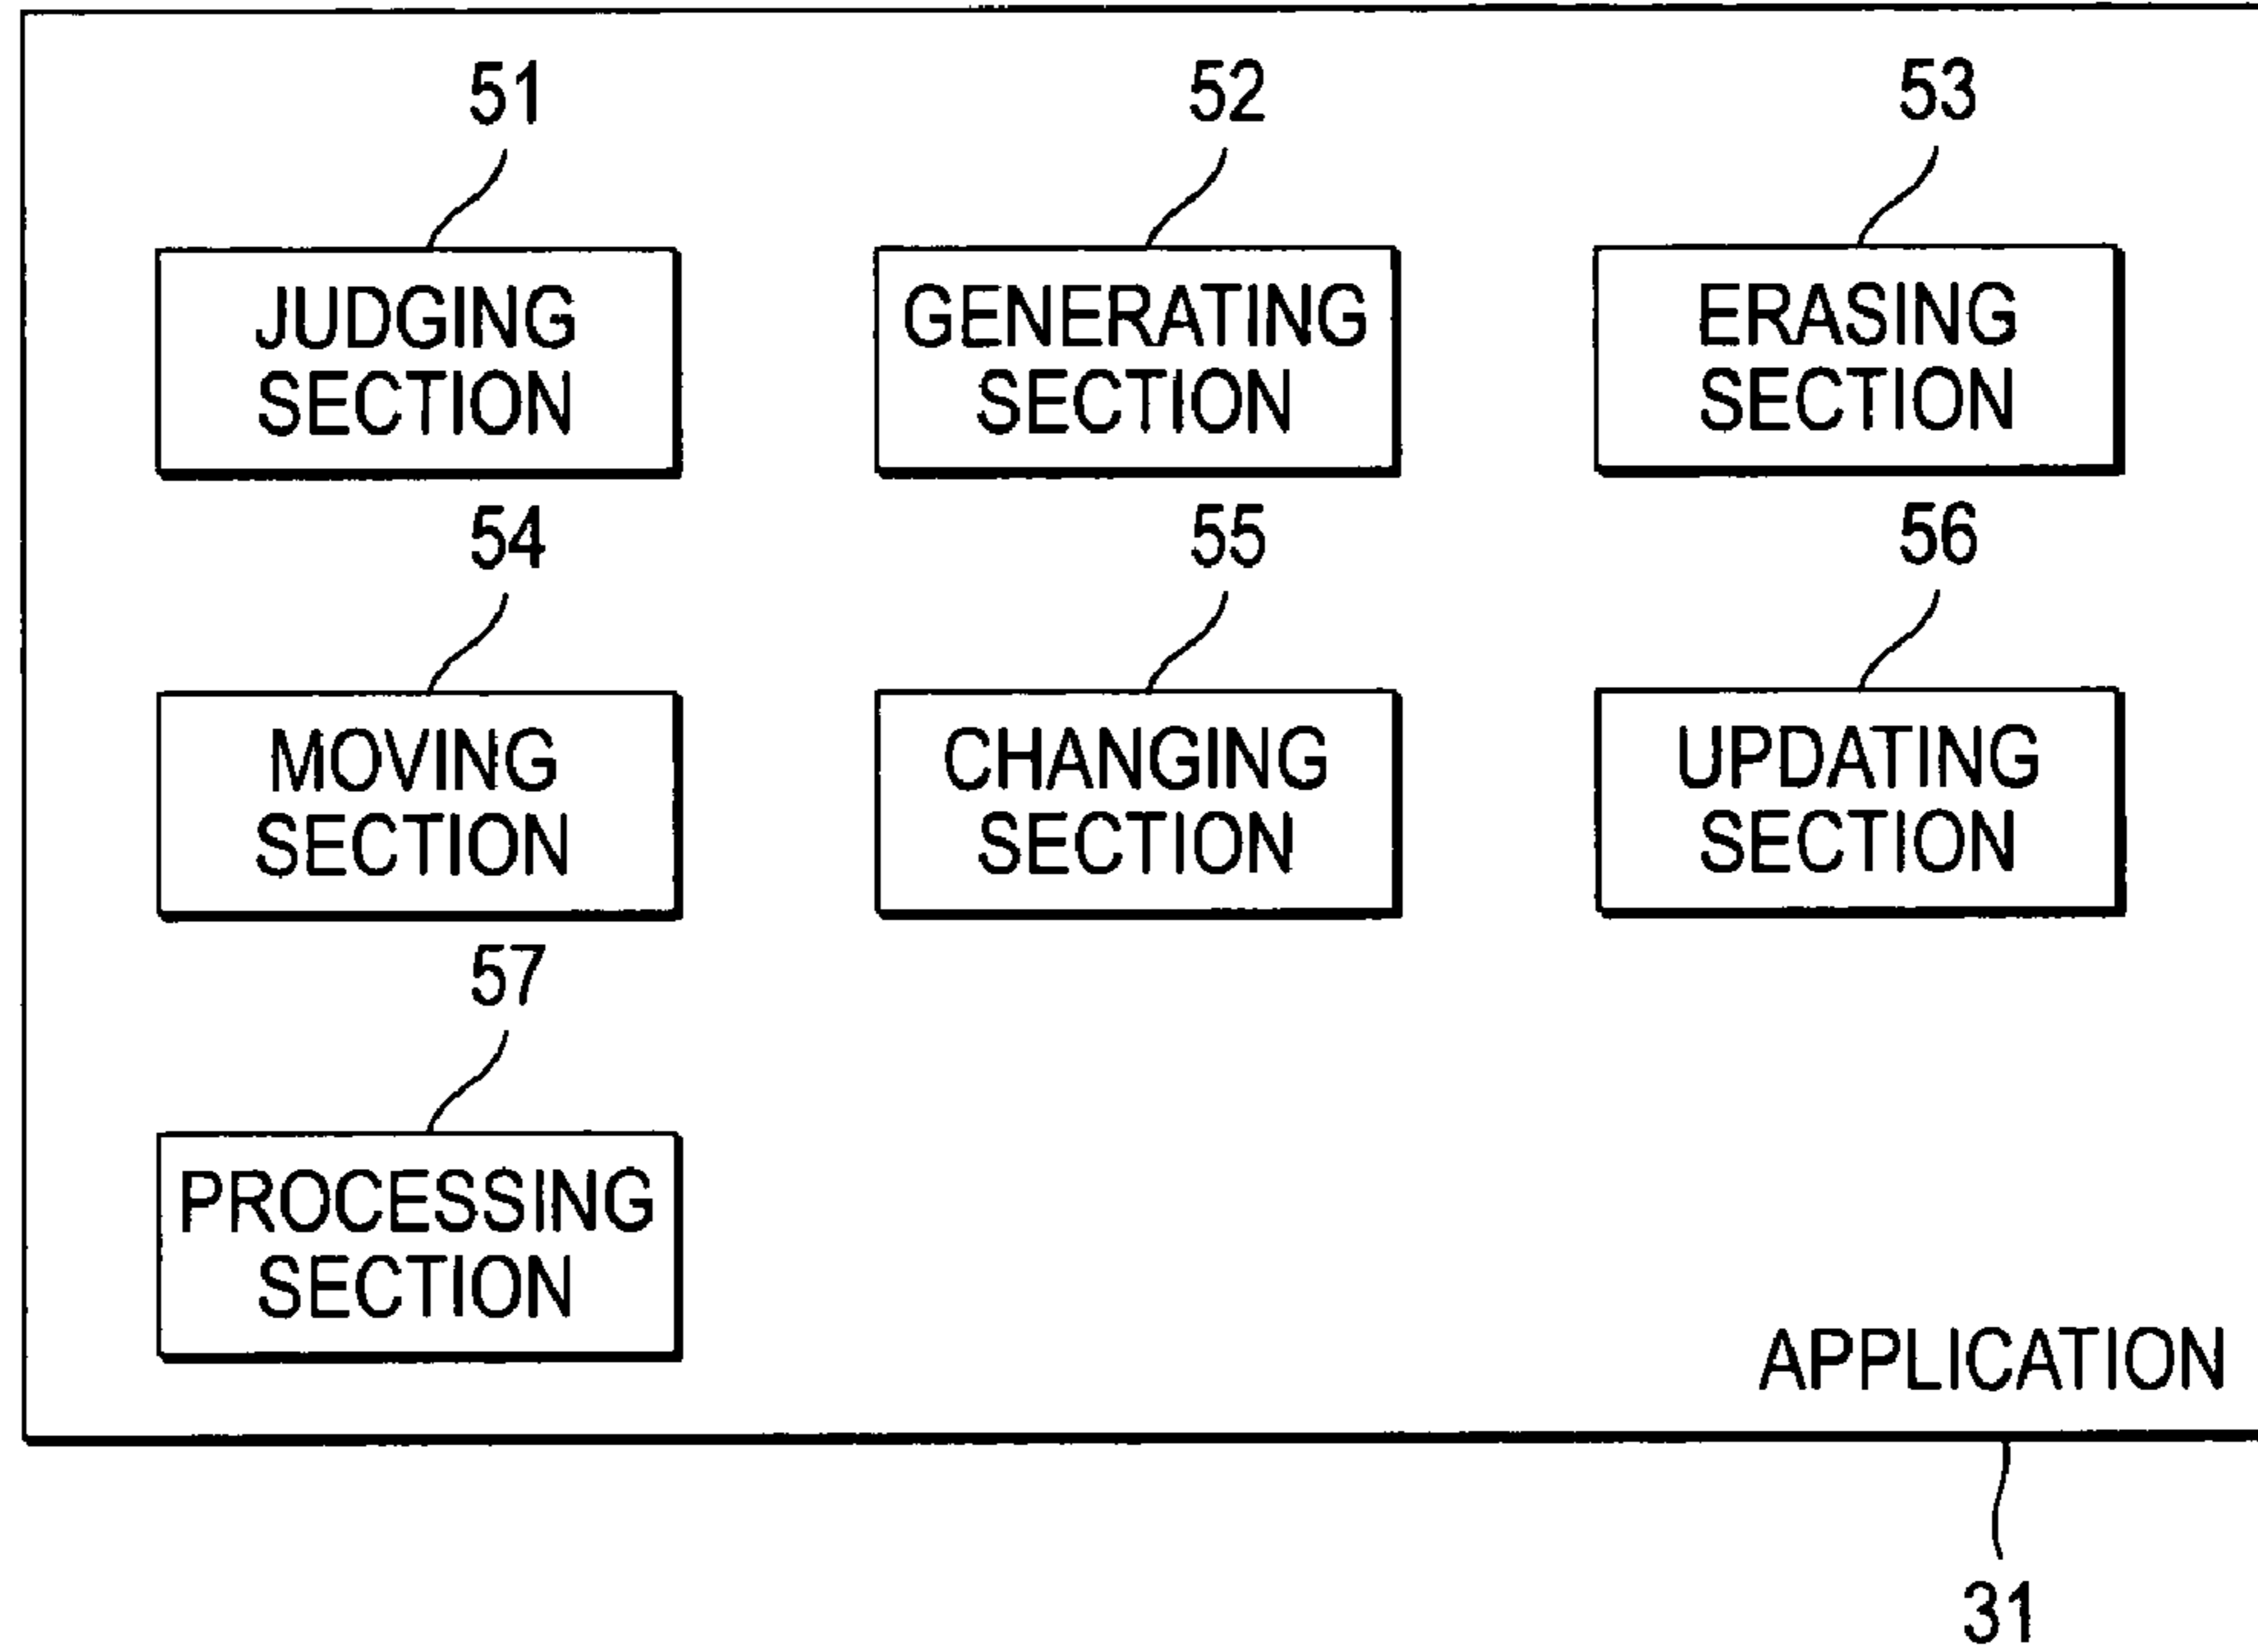 51
52
53
JUDGING
SECTION
GENERATING
SECTION
ERASING
SECTION
54
55
56
MOVING
SECTION
CHANGING
SECTION
UPDATING
SECTION
57
PROCESSING
SECTION
APPLICATION
31